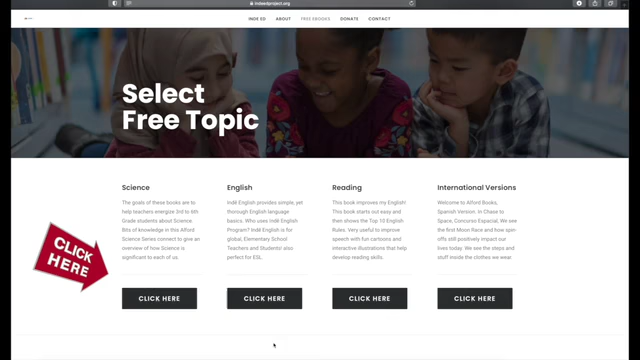 indeedproject.org
INDE ED ABOUT FREE EBOOKS DONATE CONTACT
Select
Free Topic
Science
The goals of these books are to
help teachers energize 3rd to 6th
Grade students about Science.
Bits of knowledge in this Alford
Science Series connect to give an
overview of how Science is
significant to each of us.
CLICK HERE
English
Indē English provides simple, yet
thorough English language
basics. Who uses Indē English
Program? Indē English is for
global, Elementary School
Teachers and Students! also
perfect for ESL.
CLICK HERE
Reading
This book improves my English!
This book starts out easy and
then shows the Top 10 English
Rules. Very useful to improve
speech with fun cartoons and
interactive illustrations that help
develop reading skills.
CLICK HERE
International Versions
Welcome to Alford Books,
Spanish Version. In Chase to
Space, Concurso Espacial, We see
the first Moon Race and how spin-
offs still positively impact our
lives today. We see the steps and
stuff inside the clothes we wear.
CLICK HERE
CLICK
HERE